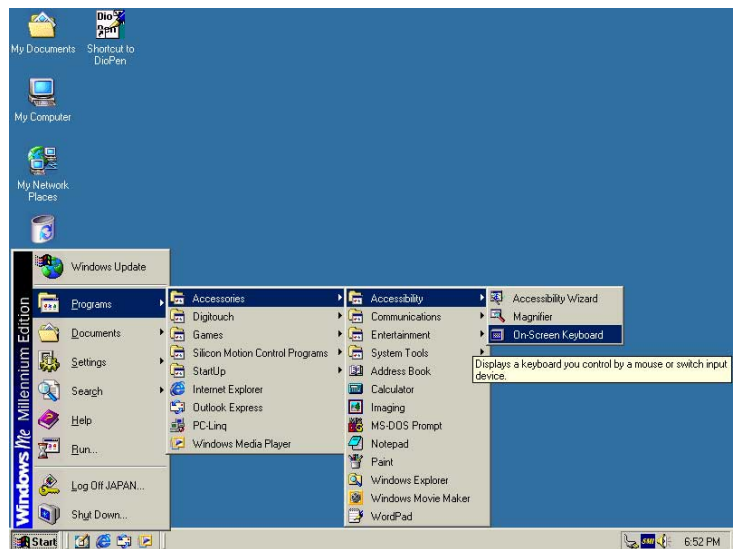 Dio
Pen
My Documents
Shortcut to
DioPen
My Computer
My Network
Places
Windows Me Millennium Edition
Windows Update
Programs
Documents
Settings
Search
Help
Run...
Log Off JAPAN...
Shut Down...
Accessories
Digitouch
Games
Silicon Motion Control Programs
StartUp
Internet Explorer
Outlook Express
PC-Linq
Windows Media Player
Accessibility
Communications
Entertainment
System Tools
Address Book
Calculator
Imaging
MS-DOS Prompt
Notepad
Paint
Windows Explorer
Windows Movie Maker
WordPad
Accessibility Wizard
Magnifier
On-Screen Keyboard
Displays a keyboard you control by a mouse or switch input
device.
Start
SMI
6:52 PM